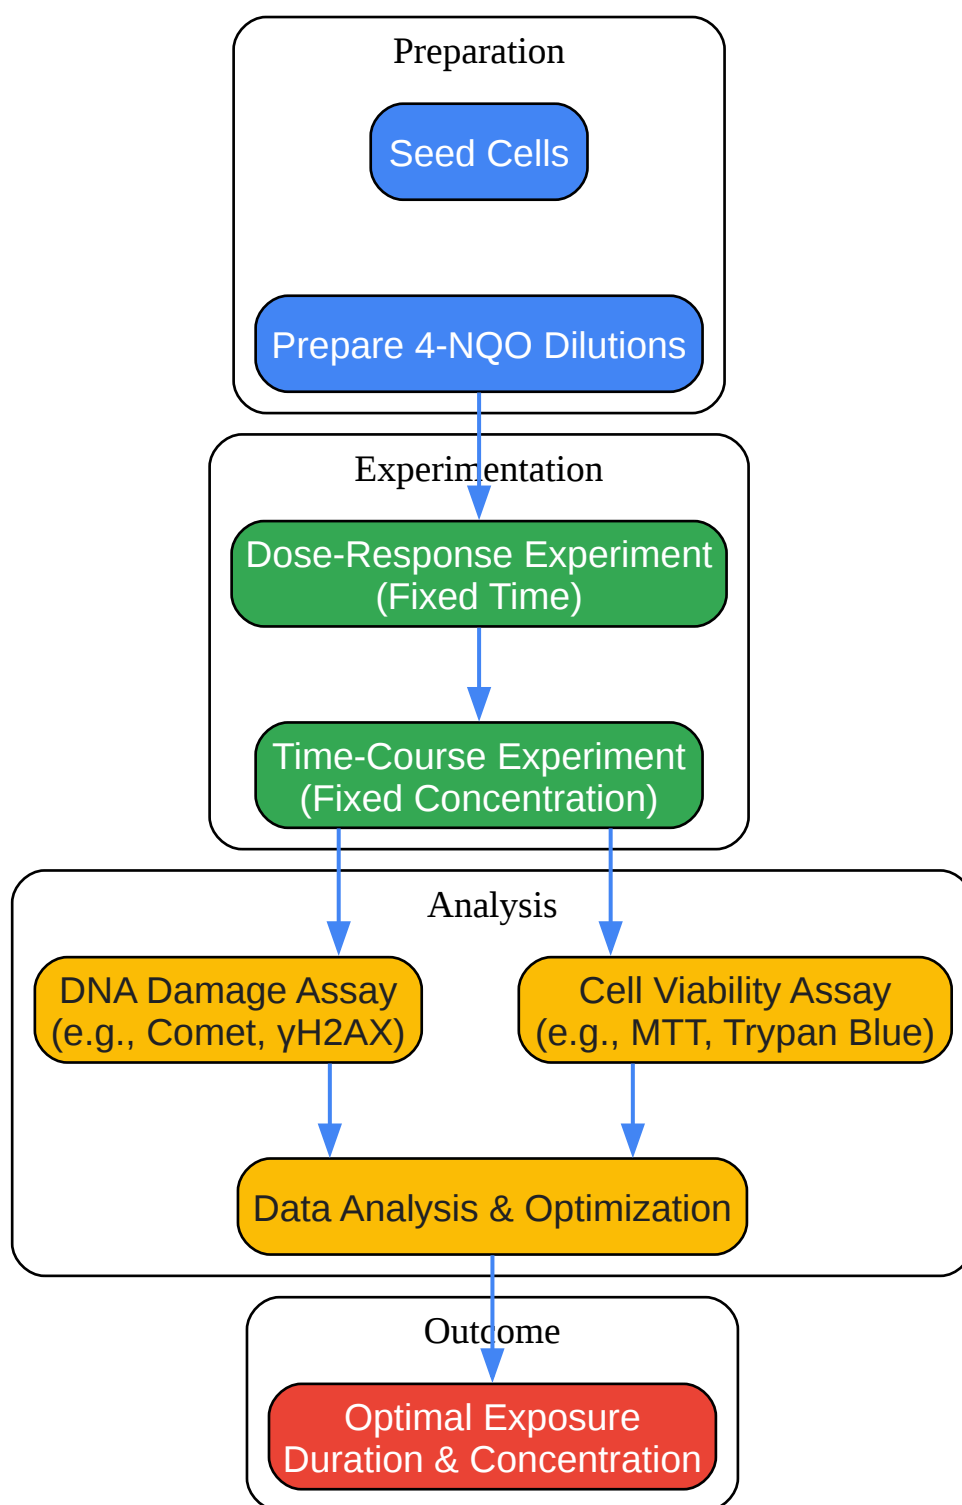 Preparation
Seed Cells
Prepare 4-NQO Dilutions
Experimentation
Dose-Response Experiment
(Fixed Time)
Time-Course Experiment
(Fixed Concentration)
Analysis
DNA Damage Assay
(e.g., Comet, γH2AX)
Cell Viability Assay
(e.g., MTT, Trypan Blue)
Data Analysis & Optimization
Outcome
Optimal Exposure
Duration & Concentration